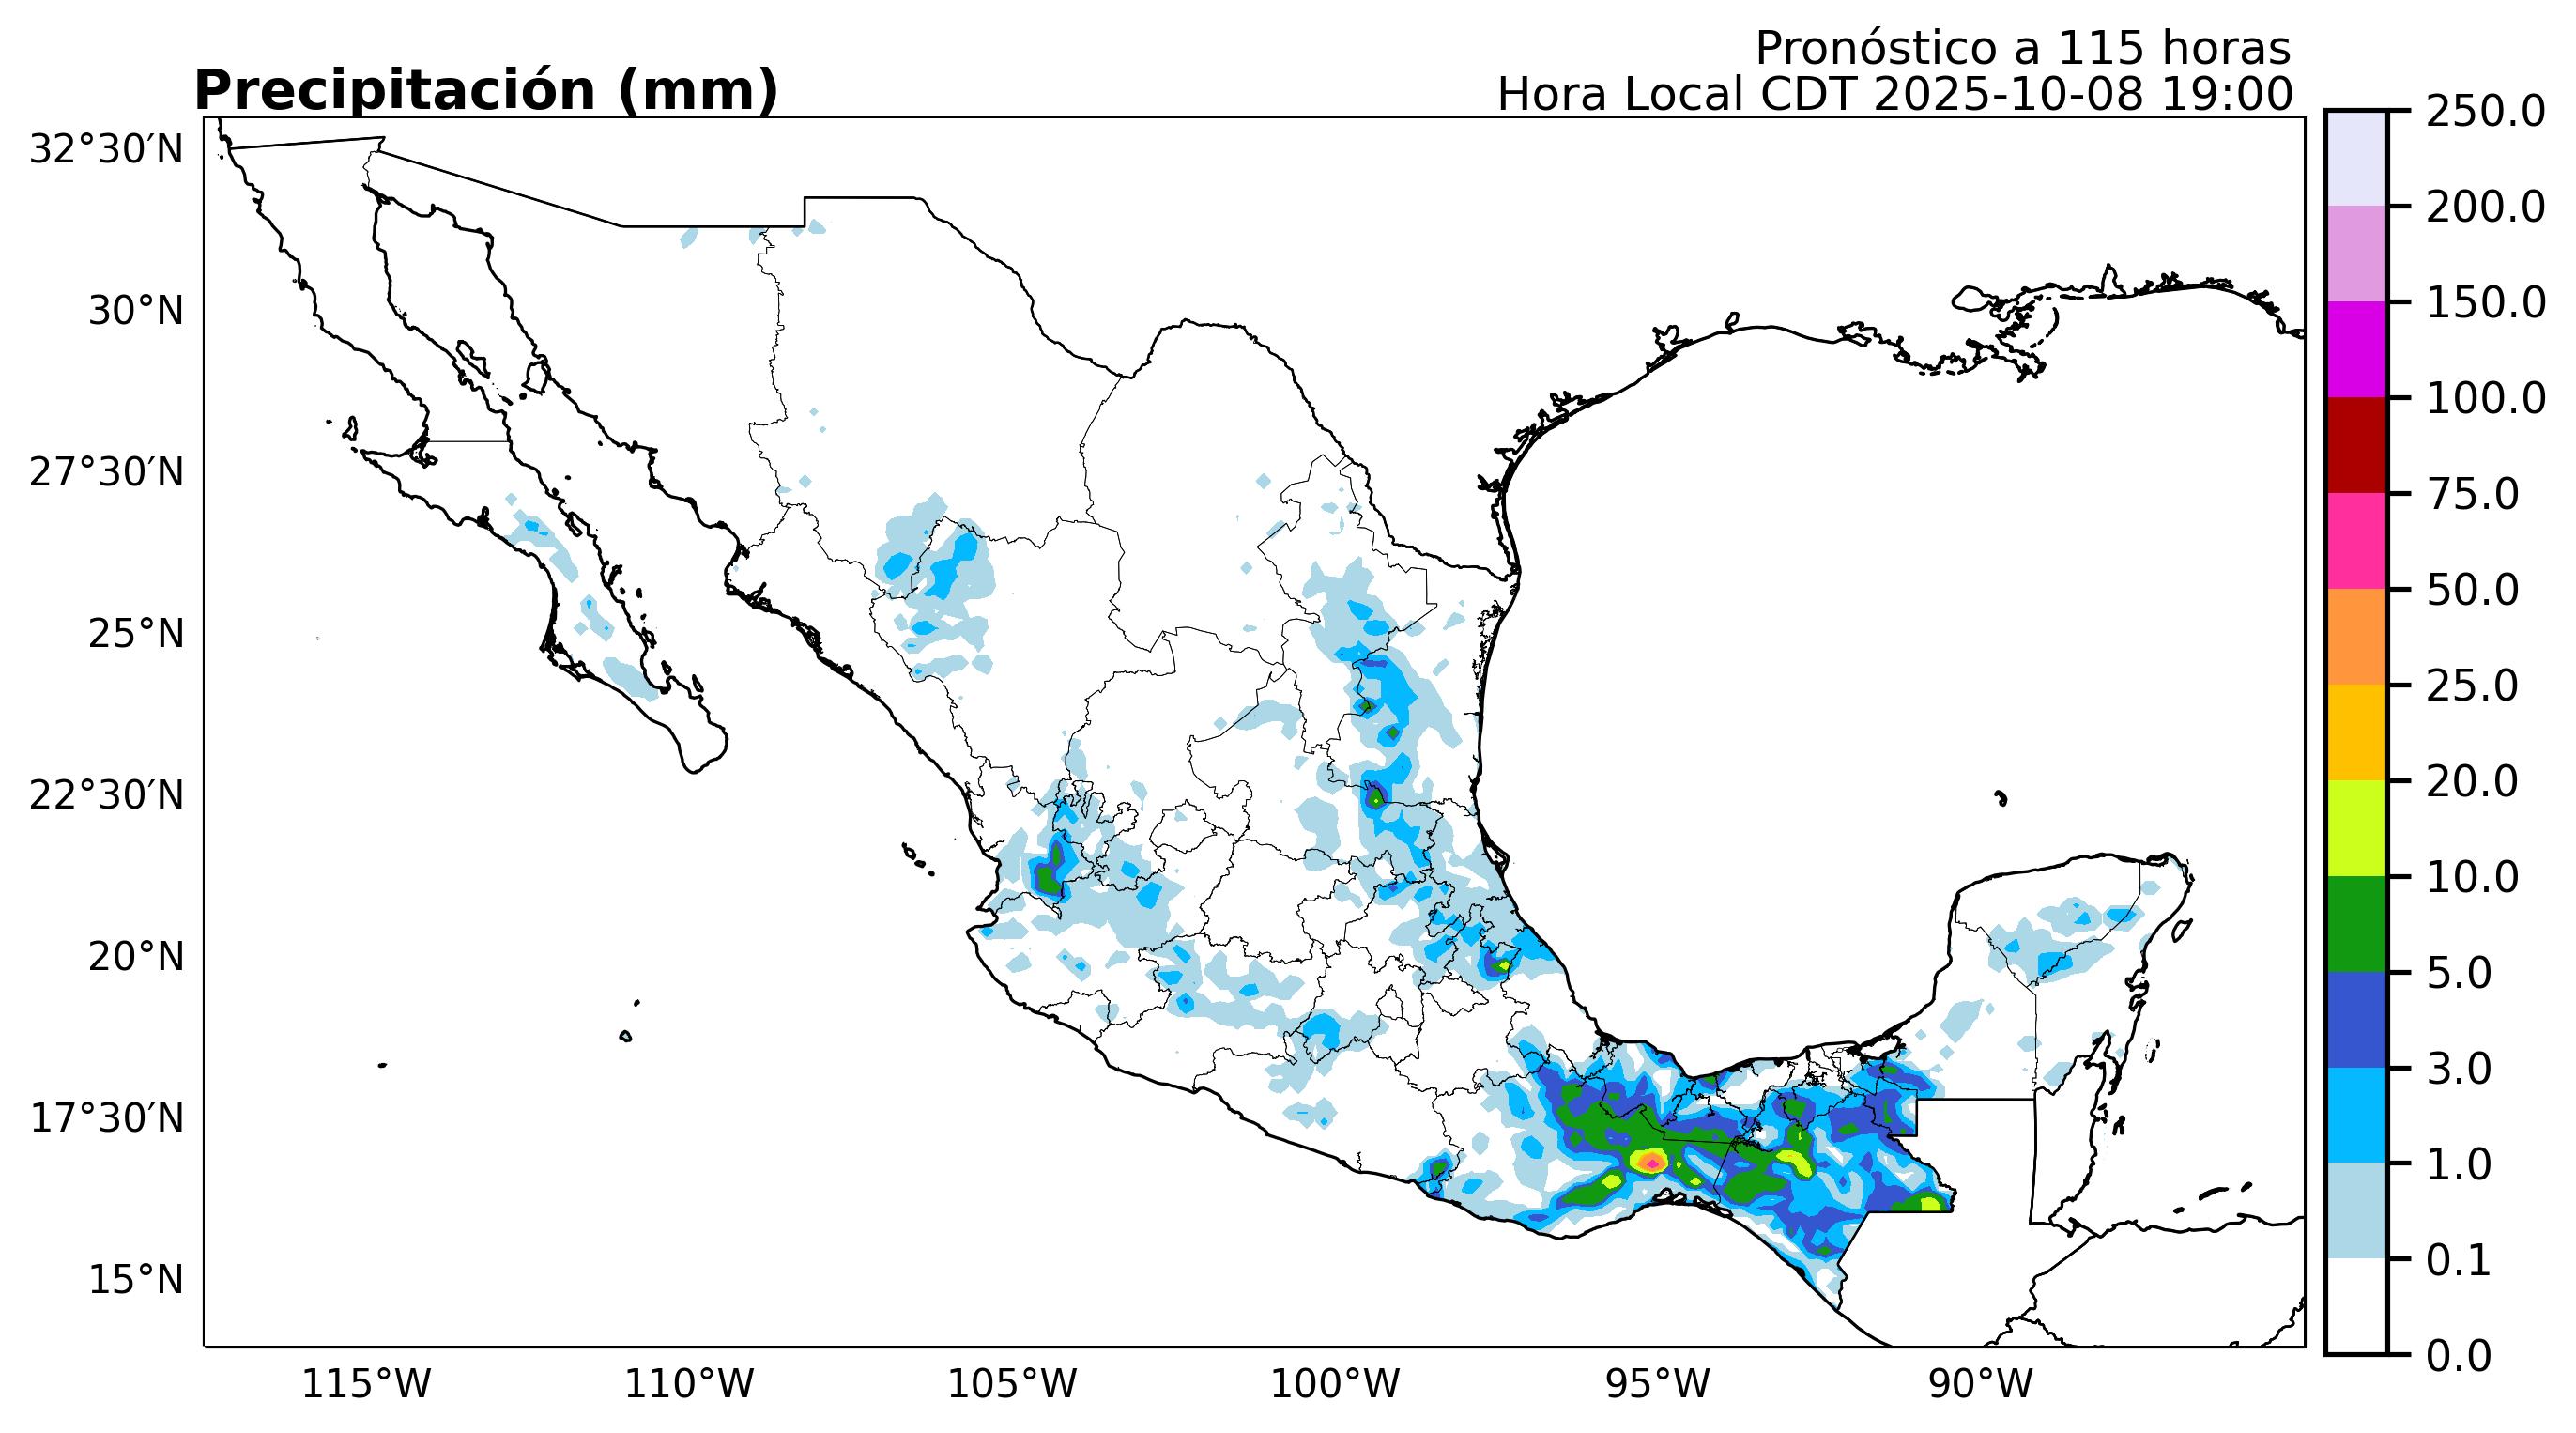 Pronóstico a 115 horas
Precipitación (mm)
Hora Local CDT 2025-10-08 19:00
32°30′N
30°N
27°30′N
25°N
22°30′N
20°N
17°30′N
15°N
115°W
110°W
105°W
100°W
95°W
90°W
250.0
200.0
150.0
100.0
75.0
50.0
25.0
20.0
10.0
5.0
3.0
1.0
0.1
0.0